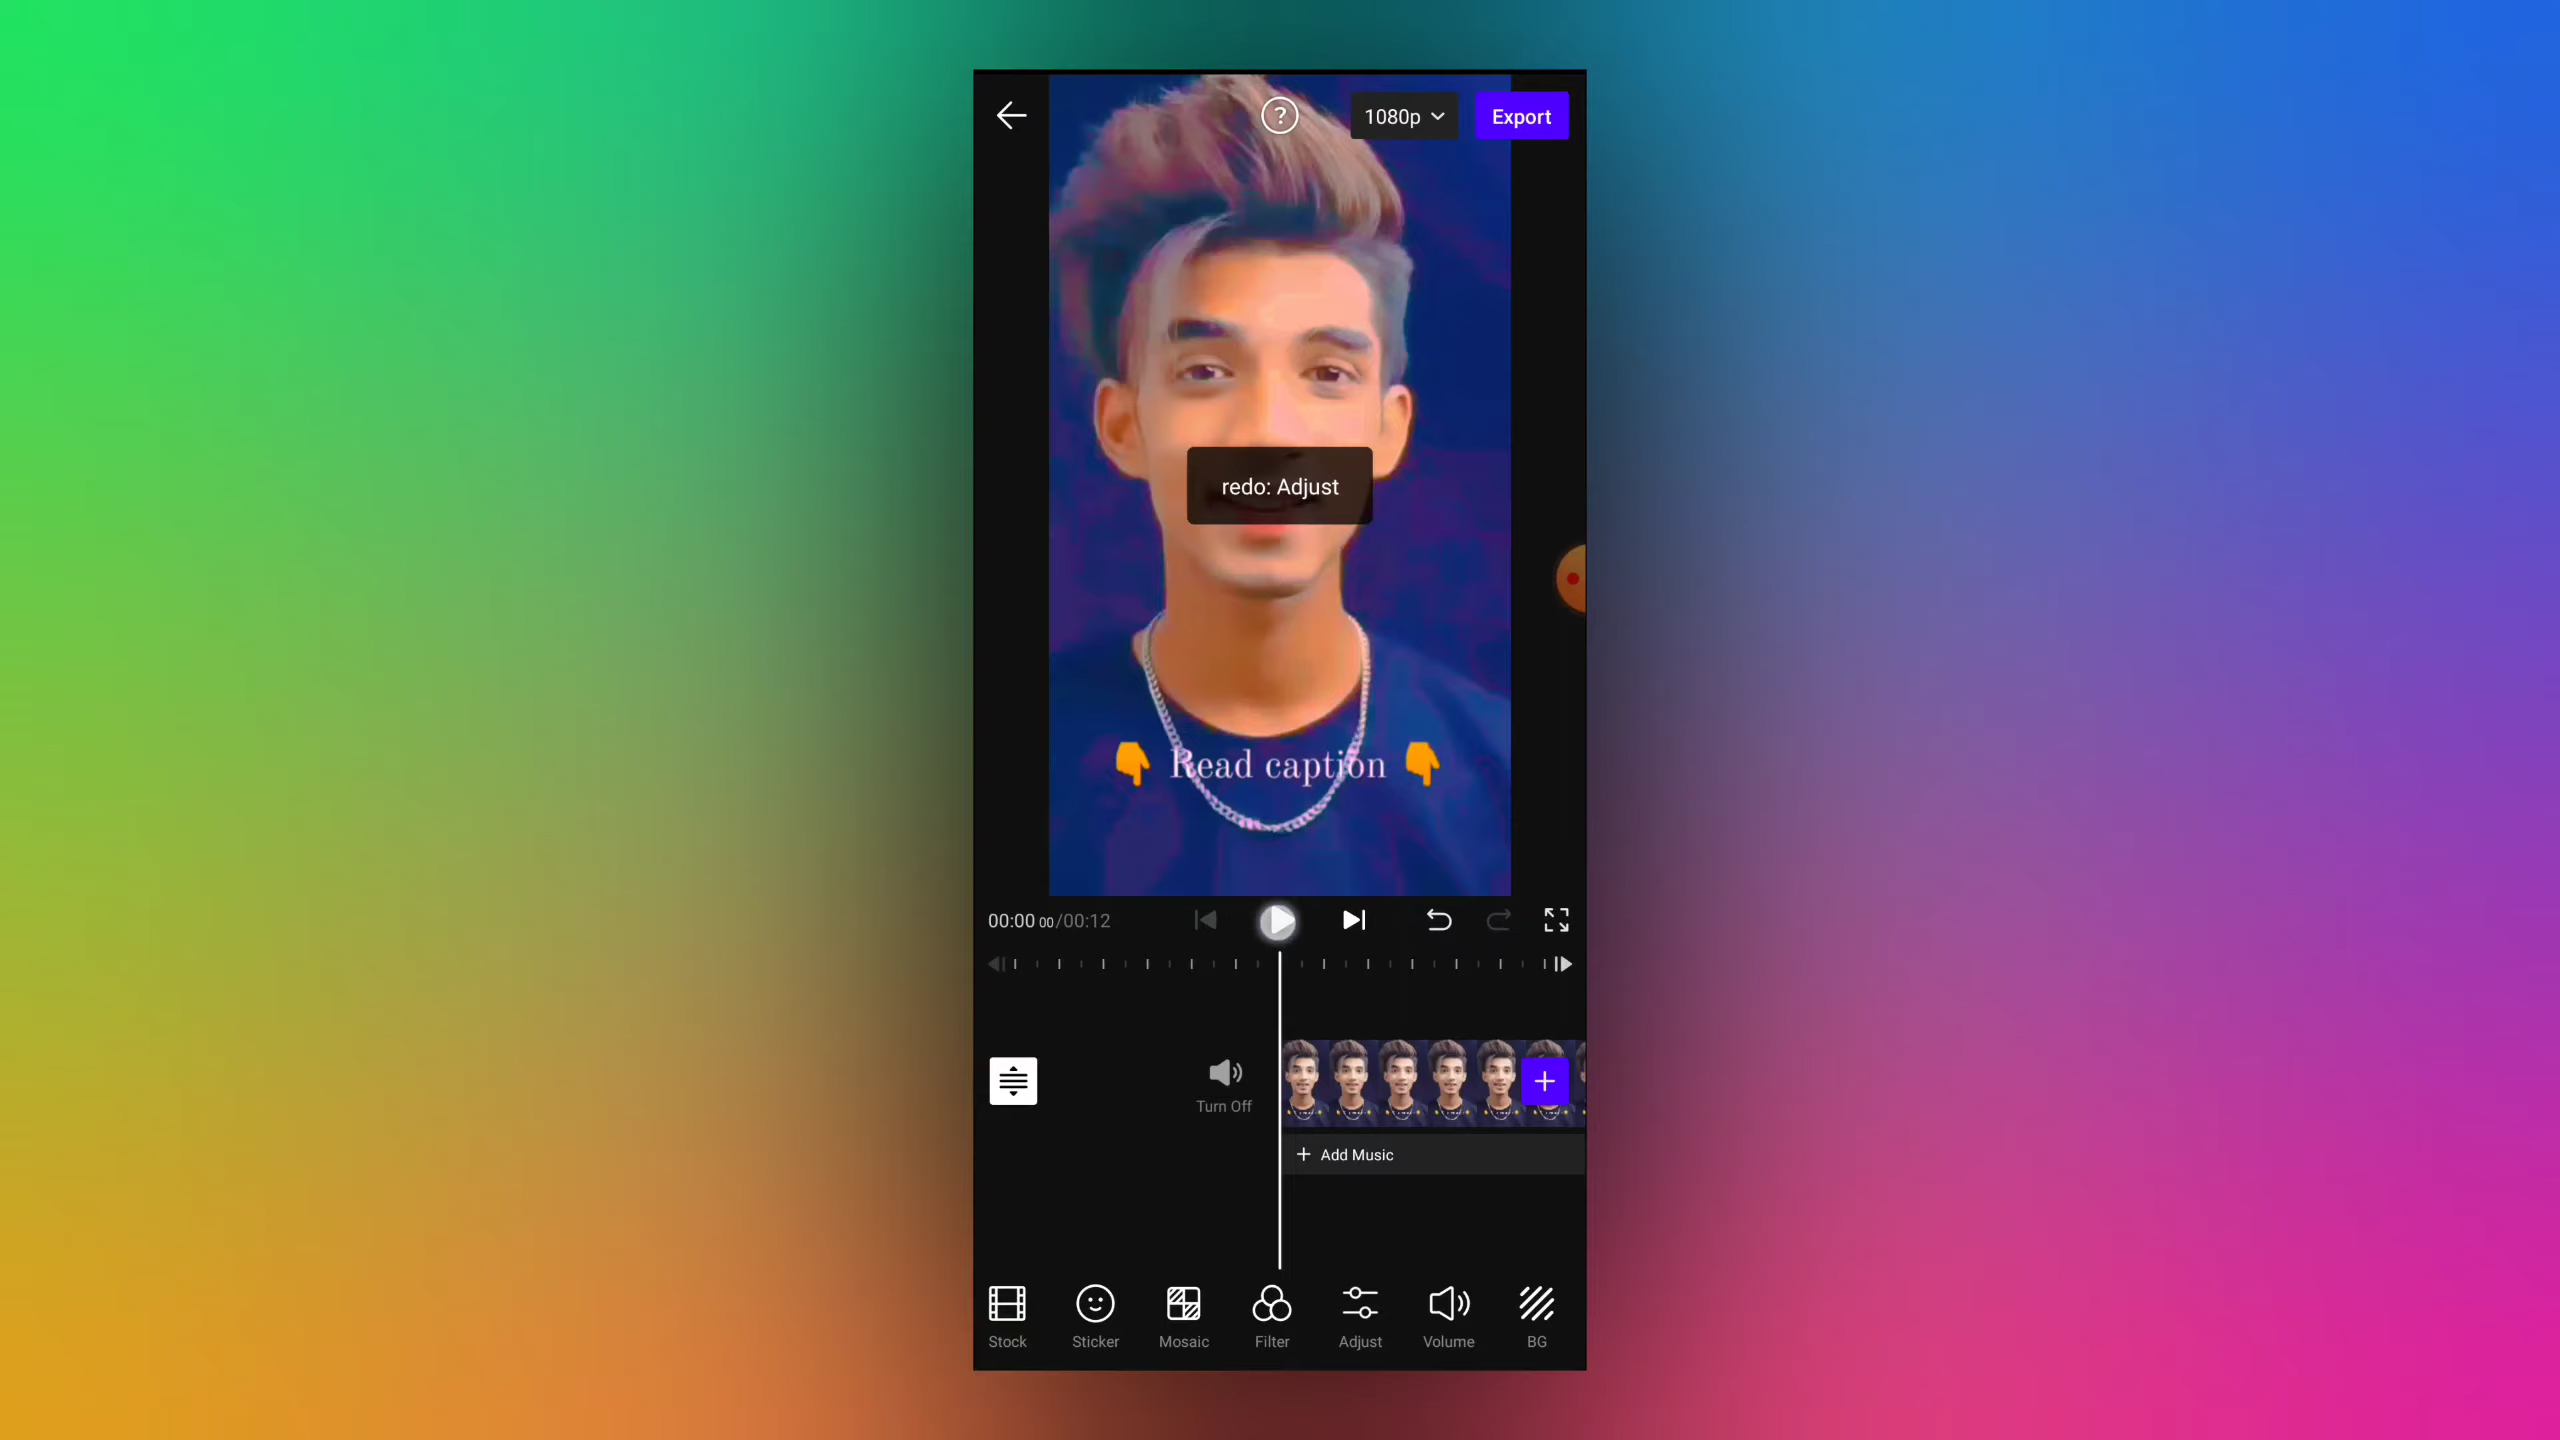 ? 1080p Export
redo: Adjust
👇 Read caption 👇
00:00 00/00:12
Turn Off
+ Add Music
Stock Sticker Mosaic Filter Adjust Volume BG